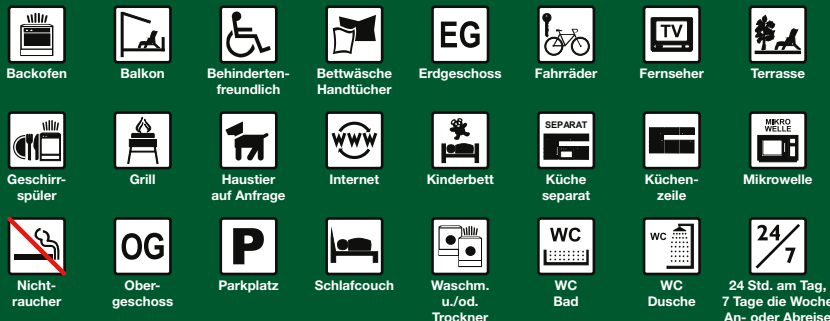 EG
TV
Backofen
Balkon
Behinderten-
freundlich
Bettwäsche
Handtücher
Erdgeschoss
Fahrräder
Fernseher
Terrasse
WWW
SEPARAT
MIKRO
WELLE
Geschirr-
spüler
Grill
Haustier
auf Anfrage
Internet
Kinderbett
Küche
separat
Küchen-
zeile
Mikrowelle
OG
P
WC
WC
24/7
Nicht-
raucher
Ober-
geschoss
Parkplatz
Schlafcouch
Waschm.
u./od.
Trockner
WC
Bad
WC
Dusche
24 Std. am Tag,
7 Tage die Woche
An- oder Abreise